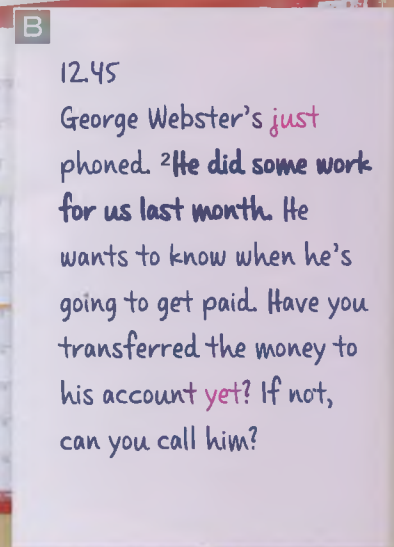 B
12.45
George Webster's just
phoned. ²He did some work
for us last month. He
wants to know when he's
going to get paid. Have you
transferred the money to
his account yet? If not,
can you call him?